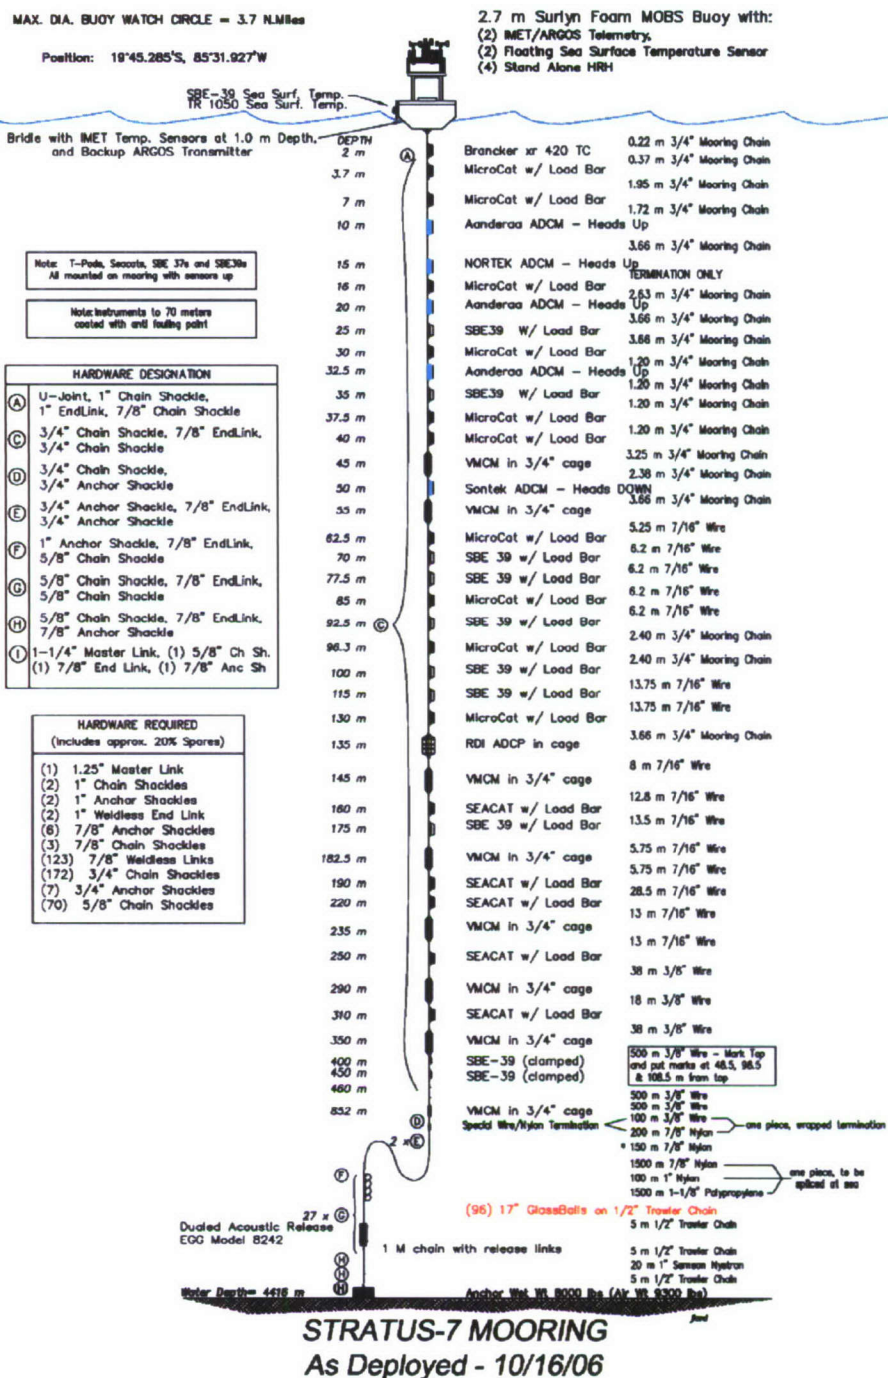 MAX. DIA. BUOY WATCH CIRCLE = 3.7 N.Miles
Position: 19°45.285'S, 85°31.927'W
2.7 m Surlyn Foam MOBS Buoy with:
(2) IMET/ARGOS Telemetry,
(2) Floating Sea Surface Temperature Sensor
(4) Stand Alone HRH
SBE-39 Sea Surf. Temp.
TR 1050 Sea Surf. Temp.
Bridle with IMET Temp. Sensors at 1.0 m Depth,
and Backup ARGOS Transmitter
Note: T-Pods, Seacats, SBE 37s and SBE39s
All mounted on mooring with sensors up
Note: Instruments to 70 meters
coated with anti fouling paint
HARDWARE DESIGNATION
A U-Joint, 1" Chain Shackle,
1" EndLink, 7/8" Chain Shackle
C 3/4" Chain Shackle, 7/8" EndLink,
3/4" Chain Shackle
D 3/4" Chain Shackle,
3/4" Anchor Shackle
E 3/4" Anchor Shackle, 7/8" EndLink,
3/4" Anchor Shackle
F 1" Anchor Shackle, 7/8" EndLink,
5/8" Chain Shackle
G 5/8" Chain Shackle, 7/8" EndLink,
5/8" Chain Shackle
H 5/8" Chain Shackle, 7/8" EndLink,
7/8" Anchor Shackle
I 1-1/4" Master Link, (1) 5/8" Ch Sh.
(1) 7/8" End Link, (1) 7/8" Anc Sh
HARDWARE REQUIRED
(includes approx. 20% Spares)
(1) 1.25" Master Link
(2) 1" Chain Shackles
(2) 1" Anchor Shackles
(2) 1" Weldless End Link
(6) 7/8" Anchor Shackles
(3) 7/8" Chain Shackles
(123) 7/8" Weldless Links
(172) 3/4" Chain Shackles
(7) 3/4" Anchor Shackles
(70) 5/8" Chain Shackles
DEPTH
2 m A Brancker xr 420 TC
3.7 m MicroCat w/ Load Bar
7 m MicroCat w/ Load Bar
10 m Aanderaa ADCM - Heads Up
15 m NORTEK ADCM - Heads Up
16 m MicroCat w/ Load Bar
20 m Aanderaa ADCM - Heads Up
25 m SBE39 W/ Load Bar
30 m MicroCat w/ Load Bar
32.5 m Aanderaa ADCM - Heads Up
35 m SBE39 W/ Load Bar
37.5 m MicroCat w/ Load Bar
40 m MicroCat w/ Load Bar
45 m VMCM in 3/4" cage
50 m Sontek ADCM - Heads DOWN
55 m VMCM in 3/4" cage
62.5 m MicroCat w/ Load Bar
70 m SBE 39 w/ Load Bar
77.5 m SBE 39 w/ Load Bar
85 m MicroCat w/ Load Bar
92.5 m C SBE 39 w/ Load Bar
96.3 m MicroCat w/ Load Bar
100 m SBE 39 w/ Load Bar
115 m SBE 39 w/ Load Bar
130 m MicroCat w/ Load Bar
135 m RDI ADCP in cage
145 m VMCM in 3/4" cage
160 m SEACAT w/ Load Bar
175 m SBE 39 w/ Load Bar
182.5 m VMCM in 3/4" cage
190 m SEACAT w/ Load Bar
220 m SEACAT w/ Load Bar
235 m VMCM in 3/4" cage
250 m SEACAT w/ Load Bar
290 m VMCM in 3/4" cage
310 m SEACAT w/ Load Bar
350 m VMCM in 3/4" cage
400 m SBE-39 (clamped)
450 m SBE-39 (clamped)
460 m
852 m VMCM in 3/4" cage
0.22 m 3/4" Mooring Chain
0.37 m 3/4" Mooring Chain
1.95 m 3/4" Mooring Chain
1.72 m 3/4" Mooring Chain
3.66 m 3/4" Mooring Chain
TERMINATION ONLY
2.63 m 3/4" Mooring Chain
3.66 m 3/4" Mooring Chain
3.66 m 3/4" Mooring Chain
1.20 m 3/4" Mooring Chain
1.20 m 3/4" Mooring Chain
1.20 m 3/4" Mooring Chain
1.20 m 3/4" Mooring Chain
3.25 m 3/4" Mooring Chain
2.38 m 3/4" Mooring Chain
3.66 m 3/4" Mooring Chain
5.25 m 7/16" Wire
6.2 m 7/16" Wire
6.2 m 7/16" Wire
6.2 m 7/16" Wire
6.2 m 7/16" Wire
2.40 m 3/4" Mooring Chain
2.40 m 3/4" Mooring Chain
13.75 m 7/16" Wire
13.75 m 7/16" Wire
3.66 m 3/4" Mooring Chain
8 m 7/16" Wire
12.8 m 7/16" Wire
13.5 m 7/16" Wire
5.75 m 7/16" Wire
5.75 m 7/16" Wire
28.5 m 7/16" Wire
13 m 7/16" Wire
13 m 7/16" Wire
38 m 3/8" Wire
18 m 3/8" Wire
38 m 3/8" Wire
500 m 3/8" Wire - Mark Top
and put marks at 48.5, 98.5
& 108.5 m from top
500 m 3/8" Wire
500 m 3/8" Wire
D Special Wire/Nylon Termination
100 m 3/8" Wire
200 m 7/8" Nylon
one piece, wrapped termination
2 x E
* 150 m 7/8" Nylon
1500 m 7/8" Nylon
100 m 1" Nylon
1500 m 1-1/8" Polypropylene
one piece, to be
spliced at sea
F
27 x G
(96) 17" GlassBalls on 1/2" Trawler Chain
5 m 1/2" Trawler Chain
Dualed Acoustic Release
EGG Model 8242
1 M chain with release links
5 m 1/2" Trawler Chain
20 m 1" Samson Nystron
5 m 1/2" Trawler Chain
H
H
H
Water Depth= 4416 m
Anchor Wet Wt 8000 lbs (Air Wt 9300 lbs)
STRATUS-7 MOORING
As Deployed - 10/16/06